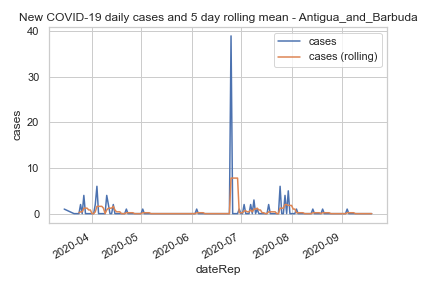 New COVID-19 daily cases and 5 day rolling mean - Antigua_and_Barbuda
cases
cases (rolling)
40
30
20
10
0
cases
2020-04
2020-05
2020-06
2020-07
2020-08
2020-09
dateRep